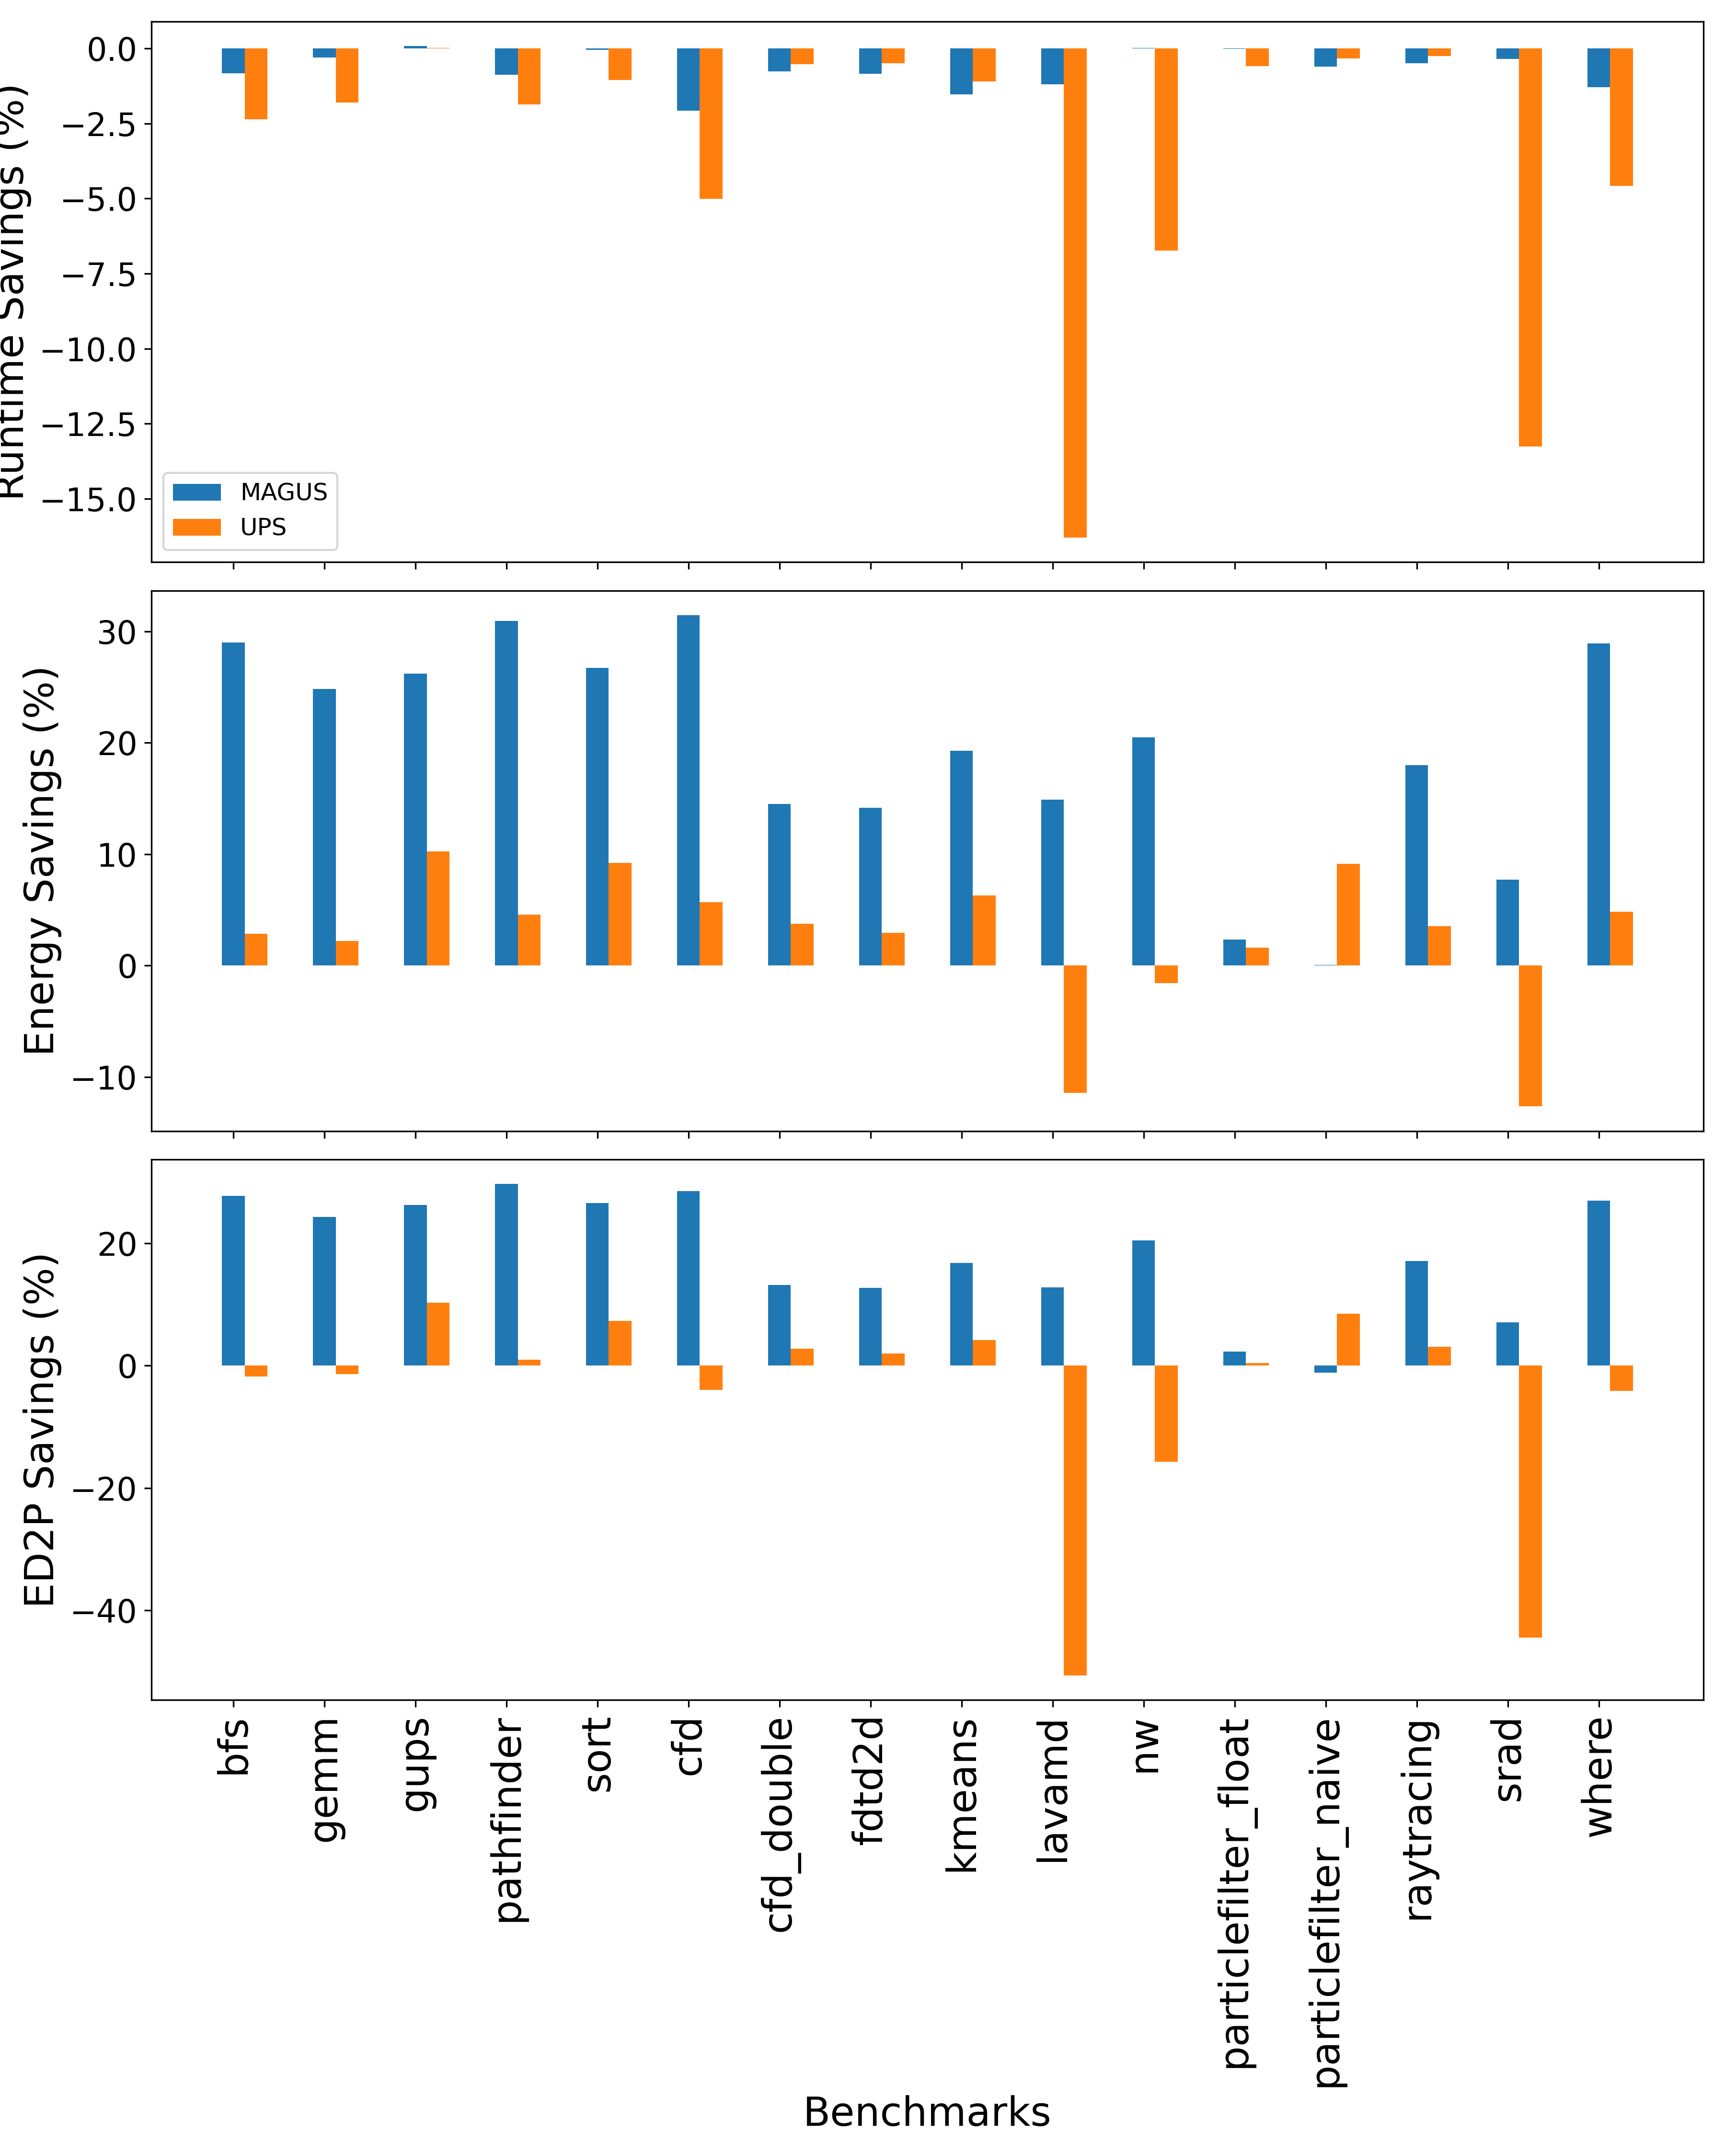 Runtime Savings (%)
0.0
−2.5
−5.0
−7.5
−10.0
−12.5
−15.0
MAGUS
UPS
Energy Savings (%)
30
20
10
0
−10
ED2P Savings (%)
20
0
−20
−40
bfs
gemm
gups
pathfinder
sort
cfd
cfd_double
fdtd2d
kmeans
lavamd
nw
particlefilter_float
particlefilter_naive
raytracing
srad
where
Benchmarks